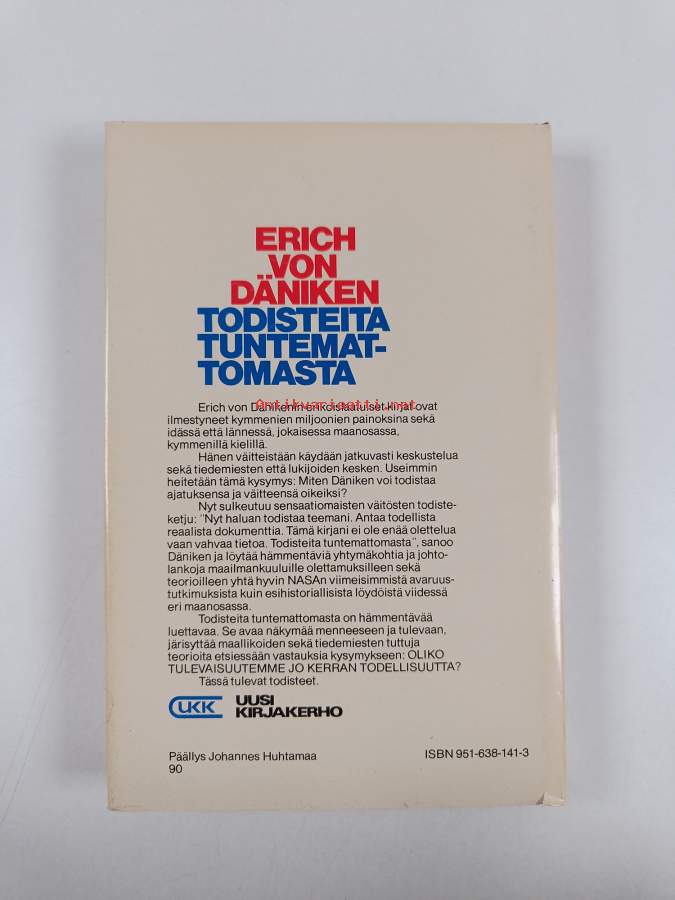 ERICH
VON
DÄNIKEN
TODISTEITA
TUNTEMAT-
TOMASTA
Antikvariaatti.net
Erich von Dänikenin erikoislaatuiset kirjat ovat
ilmestyneet kymmenien miljoonien painoksina sekä
idässä että lännessä, jokaisessa maanosassa,
kymmenillä kielillä.
Hänen väitteistään käydään jatkuvasti keskustelua
sekä tiedemiesten että lukijoiden kesken. Useimmin
heitetään tämä kysymys: Miten Däniken voi todistaa
ajatuksensa ja väitteensä oikeiksi?
Nyt sulkeutuu sensaatiomaisten väitösten todiste-
ketju: "Nyt haluan todistaa teemani. Antaa todellista
reaalista dokumenttia. Tämä kirjani ei ole enää olettelua
vaan vahvaa tietoa. Todisteita tuntemattomasta", sanoo
Däniken ja löytää hämmentäviä yhtymäkohtia ja johto-
lankoja maailmankuuluille olettamuksilleen sekä
teorioilleen yhtä hyvin NASAn viimeisimmistä avaruus-
tutkimuksista kuin esihistoriallisista löydöistä viidessä
eri maanosassa.
Todisteita tuntemattomasta on hämmentävää
luettavaa. Se avaa näkymää menneeseen ja tulevaan,
järisyttää maallikoiden sekä tiedemiesten tuttuja
teorioita etsiessään vastauksia kysymykseen: OLIKO
TULEVAISUUTEMME JO KERRAN TODELLISUUTTA?
Tässä tulevat todisteet.
UKK UUSI
KIRJAKERHO
Päällys Johannes Huhtamaa
90
ISBN 951-638-141-3